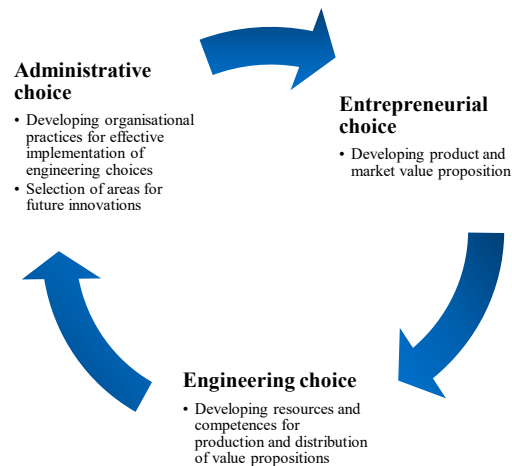 Administrative
choice
• Developing organisational
practices for effective
implementation of
engineering choices
• Selection of areas for
future innovations
Entrepreneurial
choice
• Developing product and
market value proposition
Engineering choice
• Developing resources and
competences for
production and distribution
of value propositions